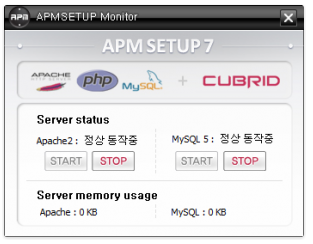 APM APMSETUP Monitor
APM SETUP 7
APACHE php MySQL + CUBRID
Server status
Apache2 : 정상 동작중 MySQL 5 : 정상 동작중
START STOP START STOP
Server memory usage
Apache : 0 KB MySQL : 0 KB